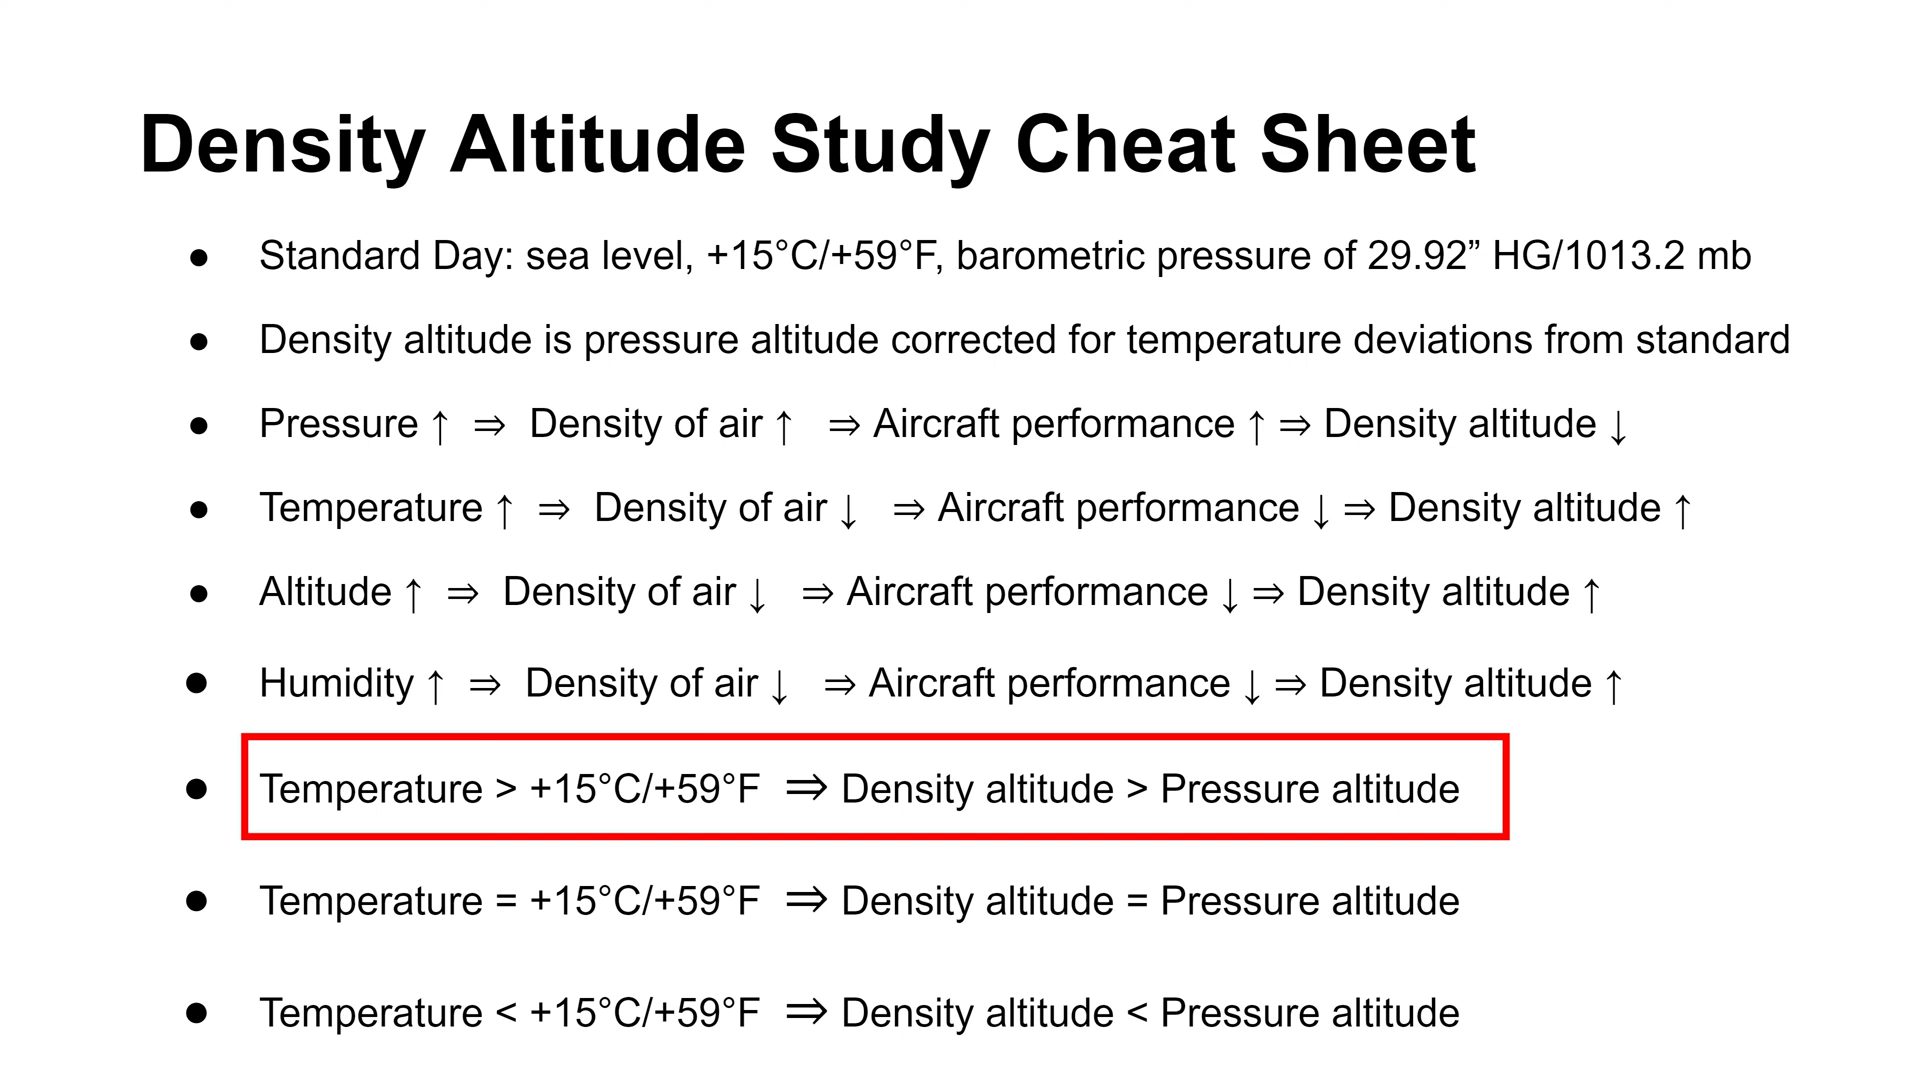 Density Altitude Study Cheat Sheet
● Standard Day: sea level, +15°C/+59°F, barometric pressure of 29.92” HG/1013.2 mb
● Density altitude is pressure altitude corrected for temperature deviations from standard
● Pressure ↑ ⇒ Density of air ↑ ⇒ Aircraft performance ↑ ⇒ Density altitude ↓
● Temperature ↑ ⇒ Density of air ↓ ⇒ Aircraft performance ↓ ⇒ Density altitude ↑
● Altitude ↑ ⇒ Density of air ↓ ⇒ Aircraft performance ↓ ⇒ Density altitude ↑
● Humidity ↑ ⇒ Density of air ↓ ⇒ Aircraft performance ↓ ⇒ Density altitude ↑
● Temperature > +15°C/+59°F ⇒ Density altitude > Pressure altitude
● Temperature = +15°C/+59°F ⇒ Density altitude = Pressure altitude
● Temperature < +15°C/+59°F ⇒ Density altitude < Pressure altitude